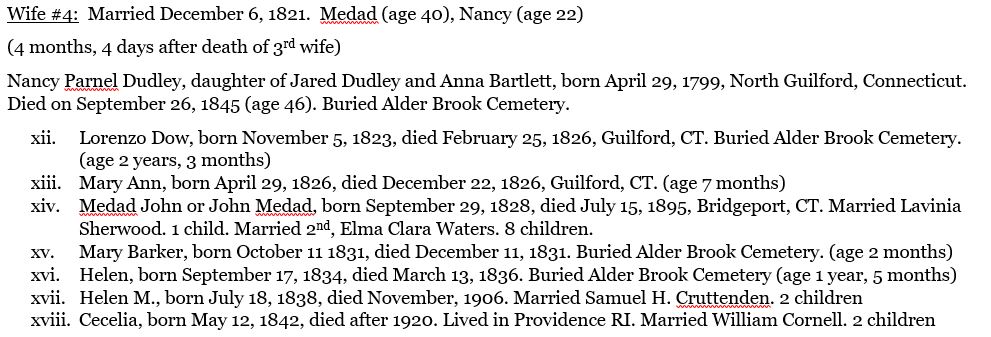 Wife #4:  Married December 6, 1821.  Medad (age 40), Nancy (age 22)
(4 months, 4 days after death of 3rd wife)
Nancy Parnel Dudley, daughter of Jared Dudley and Anna Bartlett, born April 29, 1799, North Guilford, Connecticut.
Died on September 26, 1845 (age 46). Buried Alder Brook Cemetery.
xii. Lorenzo Dow, born November 5, 1823, died February 25, 1826, Guilford, CT. Buried Alder Brook Cemetery.
(age 2 years, 3 months)
xiii. Mary Ann, born April 29, 1826, died December 22, 1826, Guilford, CT. (age 7 months)
xiv. Medad John or John Medad, born September 29, 1828, died July 15, 1895, Bridgeport, CT. Married Lavinia
Sherwood. 1 child. Married 2nd, Elma Clara Waters. 8 children.
xv. Mary Barker, born October 11 1831, died December 11, 1831. Buried Alder Brook Cemetery. (age 2 months)
xvi. Helen, born September 17, 1834, died March 13, 1836. Buried Alder Brook Cemetery (age 1 year, 5 months)
xvii. Helen M., born July 18, 1838, died November, 1906. Married Samuel H. Cruttenden. 2 children
xviii. Cecelia, born May 12, 1842, died after 1920. Lived in Providence RI. Married William Cornell. 2 children